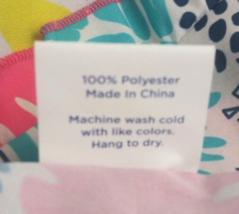 100% Polyester
Made In China
Machine wash cold
with like colors.
Hang to dry.